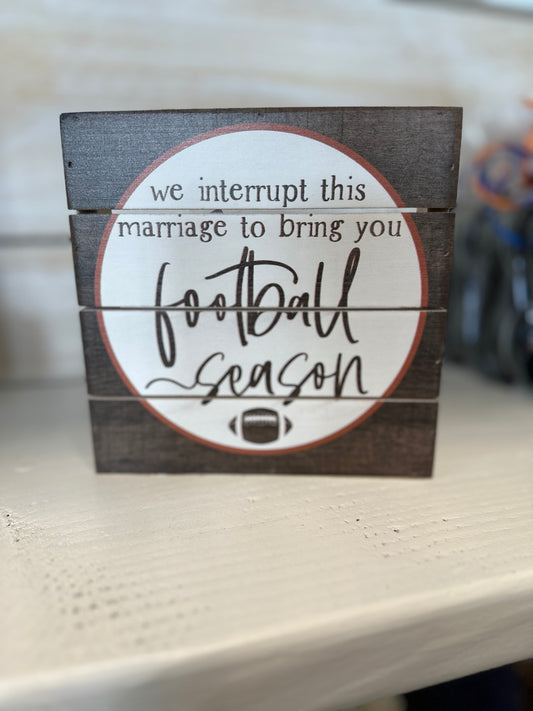 we interrupt this
marriage to bring you
football
season